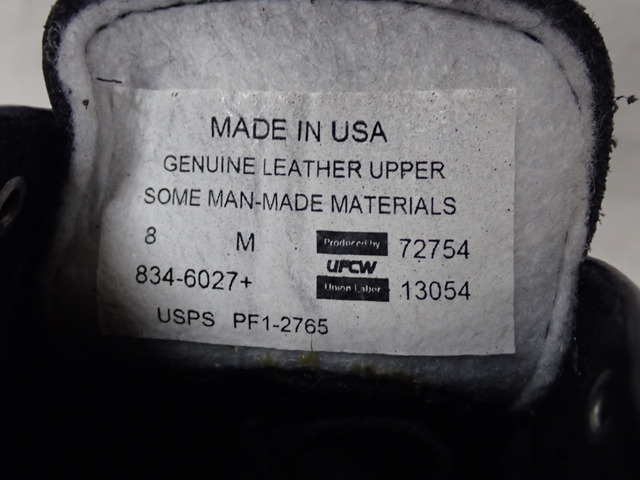 MADE IN USA
GENUINE LEATHER UPPER
SOME MAN-MADE MATERIALS
8 M Produced by 72754
UFCW
834-6027+ Union Labor 13054
USPS PF1-2765